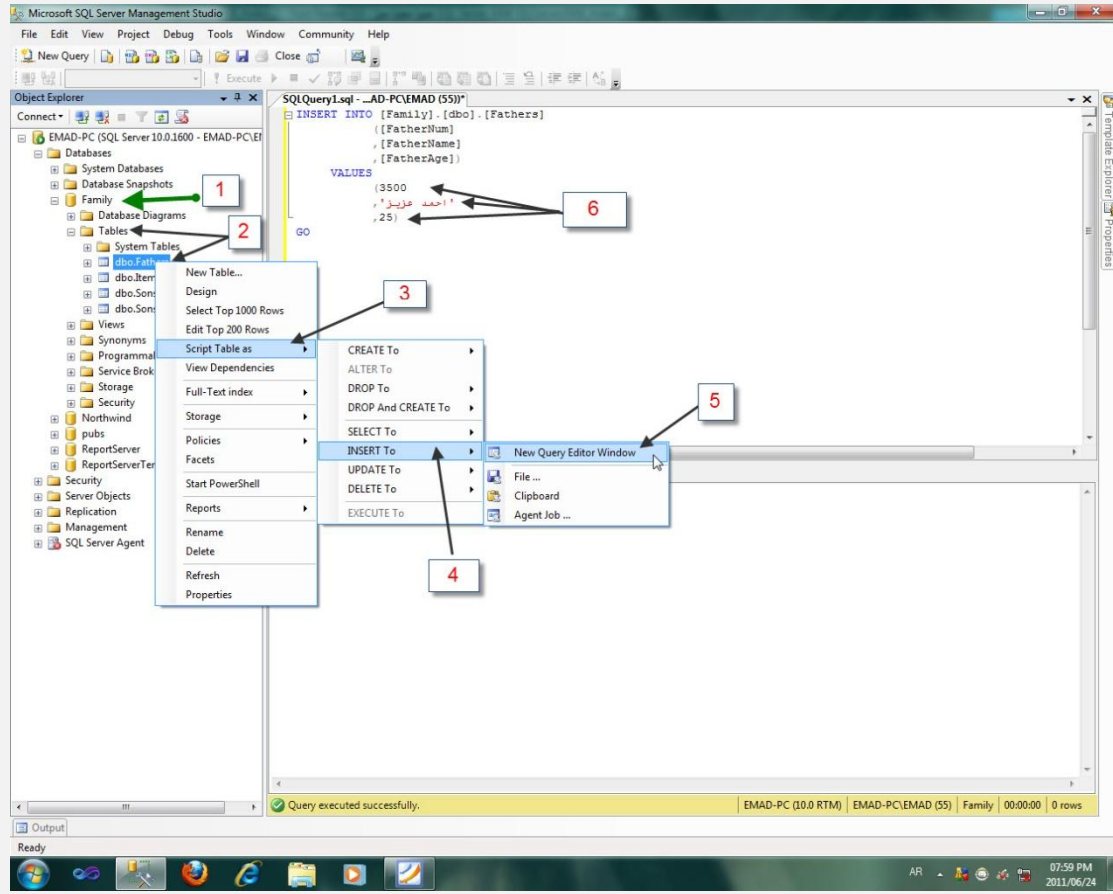 Microsoft SQL Server Management Studio
File Edit View Project Debug Tools Window Community Help
New Query Close
Execute
Object Explorer
SQLQuery1.sql - ...AD-PC\EMAD (55))*
Connect
EMAD-PC (SQL Server 10.0.1600 - EMAD-PC\E
Databases
System Databases
Database Snapshots
Family
Database Diagrams
Tables
System Tables
dbo.Fathers
dbo.Item
dbo.Sons
dbo.Sons
Views
Synonyms
Programmal
Service Brok
Storage
Security
Northwind
pubs
ReportServer
ReportServerTer
Security
Server Objects
Replication
Management
SQL Server Agent
INSERT INTO [Family].[dbo].[Fathers]
([FatherNum]
,[FatherName]
,[FatherAge])
VALUES
(3500
,'احمد عزيز'
,25)
GO
1
2
3
4
5
6
New Table...
Design
Select Top 1000 Rows
Edit Top 200 Rows
Script Table as
View Dependencies
Full-Text index
Storage
Policies
Facets
Start PowerShell
Reports
Rename
Delete
Refresh
Properties
CREATE To
ALTER To
DROP To
DROP And CREATE To
SELECT To
INSERT To
UPDATE To
DELETE To
EXECUTE To
New Query Editor Window
File ...
Clipboard
Agent Job ...
Template Explorer
Properties
Query executed successfully.
EMAD-PC (10.0 RTM) EMAD-PC\EMAD (55) Family 00:00:00 0 rows
Output
Ready
AR
07:59 PM
2011/06/24